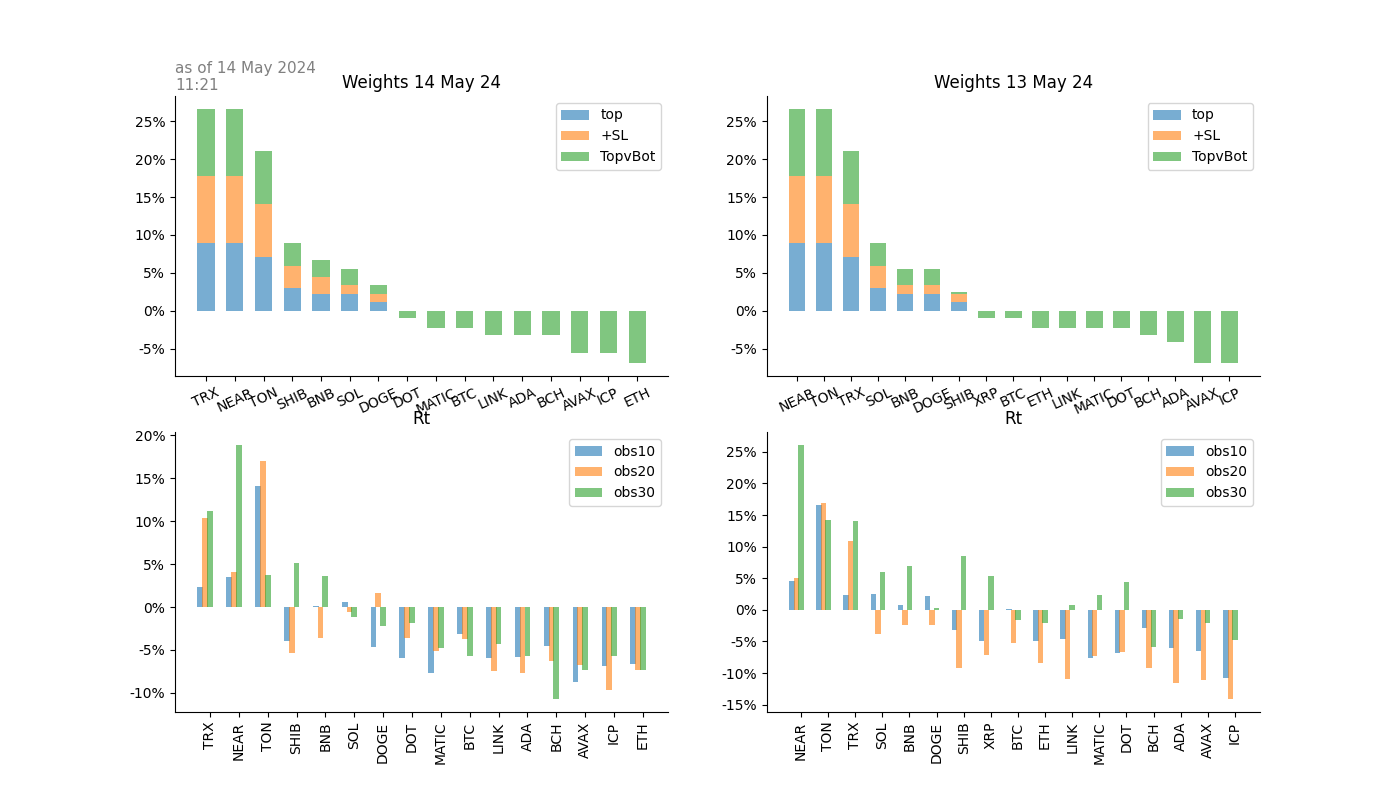 as of 14 May 2024
11:21
Weights 14 May 24
25%
20%
15%
10%
5%
0%
-5%
top
+SL
TopvBot
TRX NEAR TON SHIB BNB SOL DOGE DOT MATIC BTC LINK ADA BCH AVAX ICP ETH
Weights 13 May 24
25%
20%
15%
10%
5%
0%
-5%
top
+SL
TopvBot
NEAR TON TRX SOL BNB DOGE SHIB XRP BTC ETH LINK MATIC DOT BCH ADA AVAX ICP
Rt
20%
15%
10%
5%
0%
-5%
-10%
obs10
obs20
obs30
TRX NEAR TON SHIB BNB SOL DOGE DOT MATIC BTC LINK ADA BCH AVAX ICP ETH
Rt
25%
20%
15%
10%
5%
0%
-5%
-10%
-15%
obs10
obs20
obs30
NEAR TON TRX SOL BNB DOGE SHIB XRP BTC ETH LINK MATIC DOT BCH ADA AVAX ICP